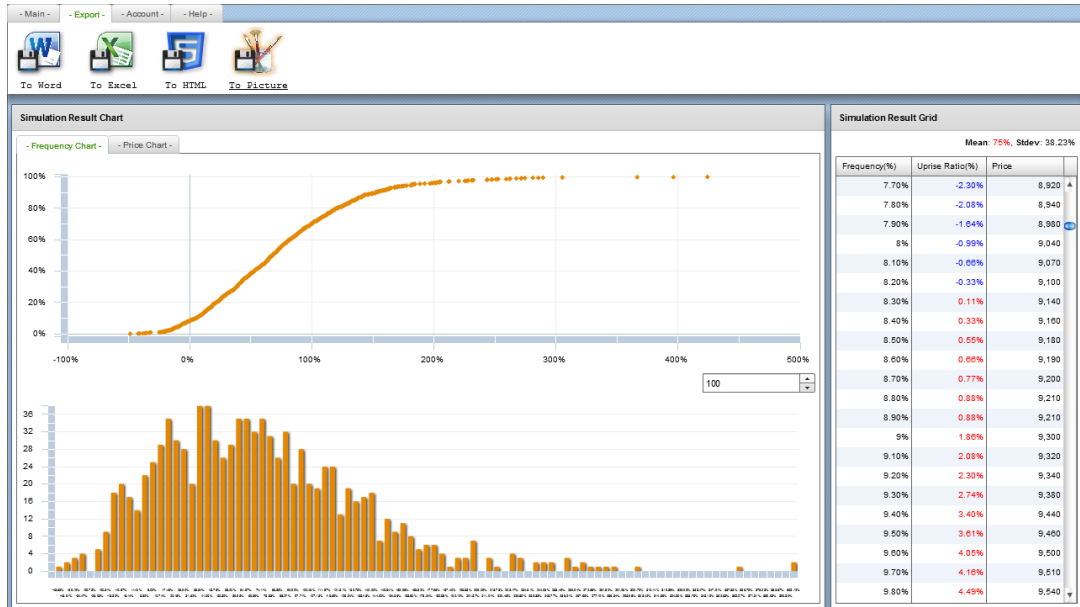 - Main -
- Export -
- Account -
- Help -
To Word
To Excel
To HTML
To Picture
Simulation Result Chart
- Frequency Chart -
- Price Chart -
100%
80%
60%
40%
20%
0%
-100%
0%
100%
200%
300%
400%
500%
100
36
32
28
24
20
16
12
8
4
0
Simulation Result Grid
Mean: 75%, Stdev: 38.23%
Frequency(%) Uprise Ratio(%) Price
7.70% -2.30% 8,920
7.80% -2.08% 8,940
7.90% -1.64% 8,980
8% -0.99% 9,040
8.10% -0.66% 9,070
8.20% -0.33% 9,100
8.30% 0.11% 9,140
8.40% 0.33% 9,160
8.50% 0.55% 9,180
8.60% 0.66% 9,190
8.70% 0.77% 9,200
8.80% 0.88% 9,210
8.90% 0.88% 9,210
9% 1.86% 9,300
9.10% 2.08% 9,320
9.20% 2.30% 9,340
9.30% 2.74% 9,380
9.40% 3.40% 9,440
9.50% 3.61% 9,460
9.60% 4.05% 9,500
9.70% 4.16% 9,510
9.80% 4.49% 9,540